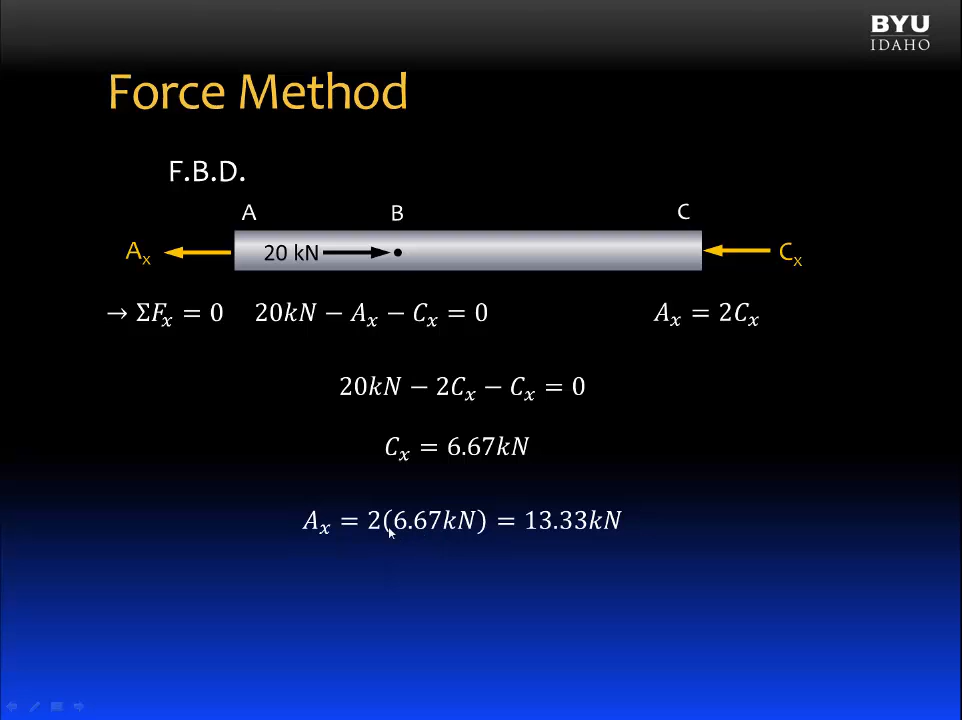 BYU
IDAHO
Force Method
F.B.D.
A B C
Aₓ 20 kN Cₓ
→ ΣFₓ = 0 20kN − Aₓ − Cₓ = 0 Aₓ = 2Cₓ
20kN − 2Cₓ − Cₓ = 0
Cₓ = 6.67kN
Aₓ = 2(6.67kN) = 13.33kN